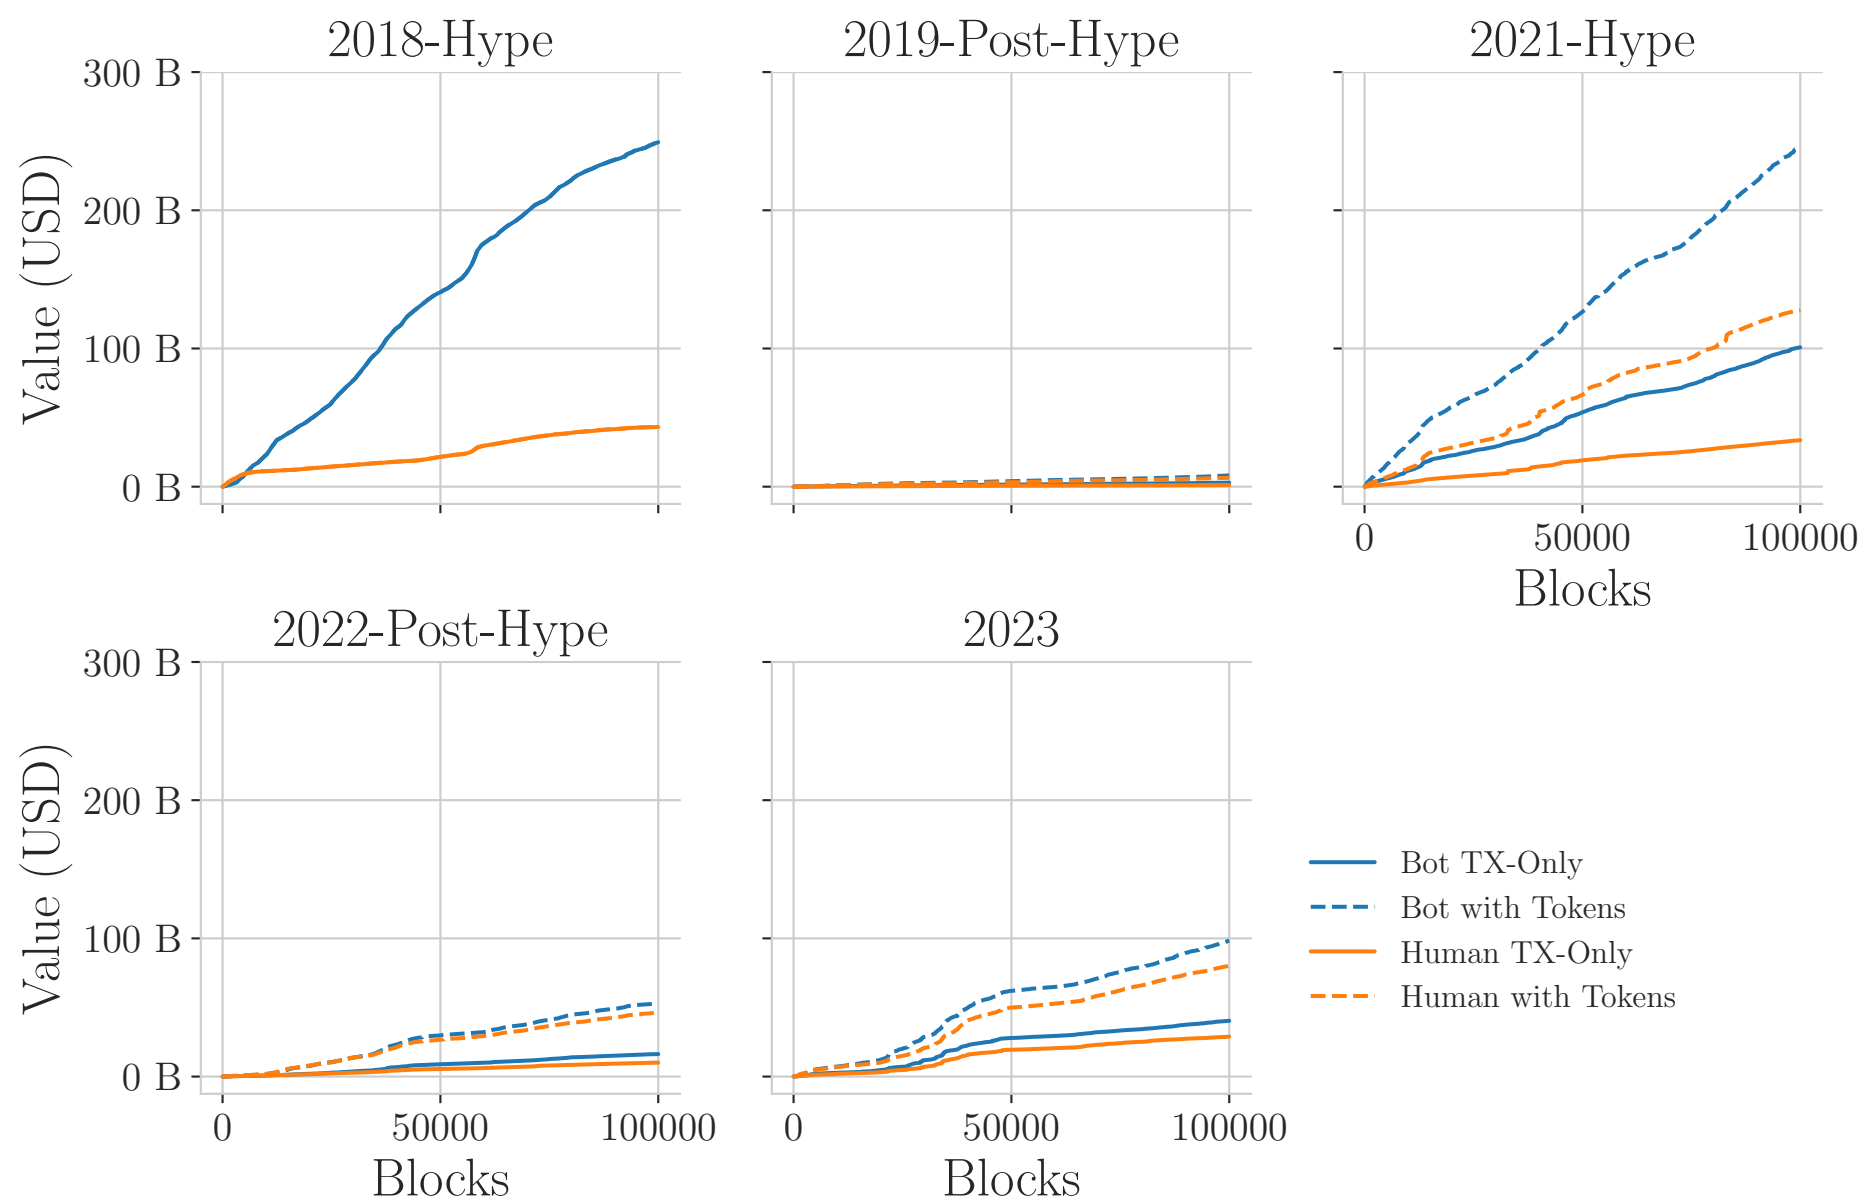 2018-Hype
2019-Post-Hype
2021-Hype
300 B
200 B
100 B
0 B
Value (USD)
0
50000
100000
Blocks
2022-Post-Hype
2023
300 B
200 B
100 B
0 B
Value (USD)
0
50000
100000
Blocks
0
50000
100000
Blocks
Bot TX-Only
Bot with Tokens
Human TX-Only
Human with Tokens